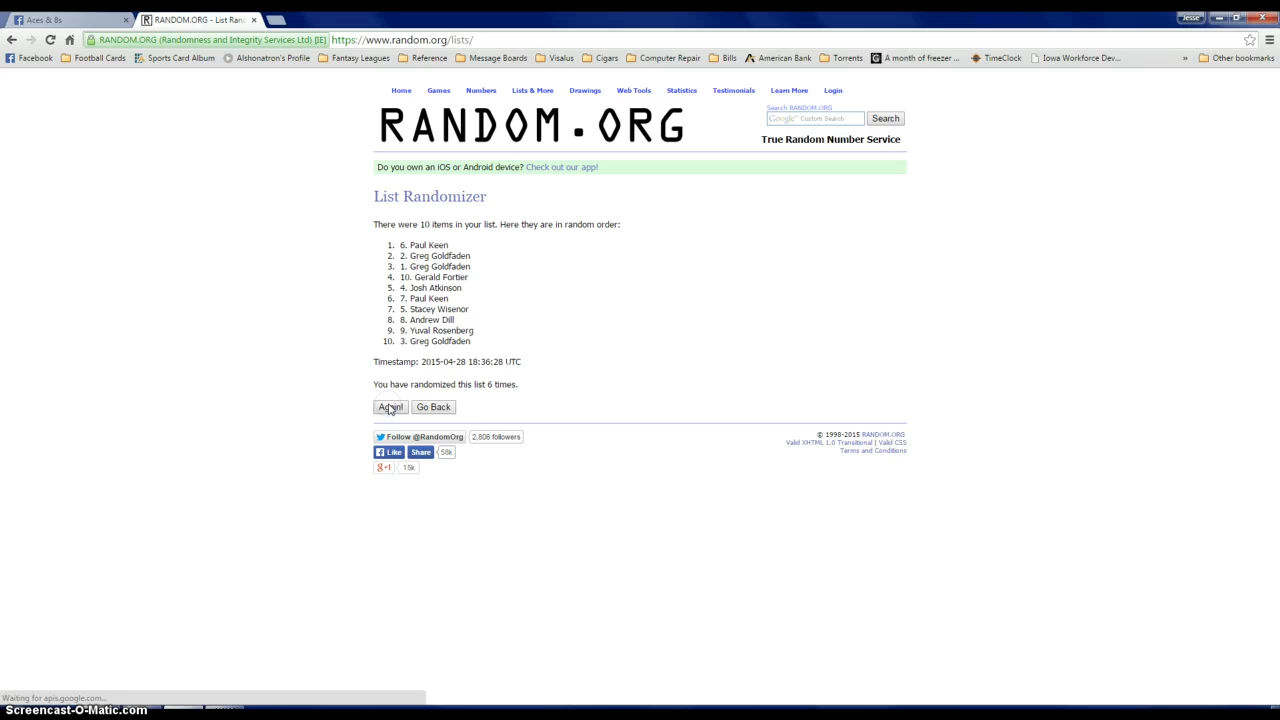 Aces & 8s
RANDOM.ORG - List Rand
Jesse
RANDOM.ORG (Randomness and Integrity Services Ltd) [IE]
https://www.random.org/lists/
Facebook Football Cards Sports Card Album Alshonatron's Profile Fantasy Leagues Reference Message Boards Visalus Cigars Computer Repair Bills American Bank Torrents A month of freezer ... TimeClock Iowa Workforce Dev... » Other bookmarks
Home Games Numbers Lists & More Drawings Web Tools Statistics Testimonials Learn More Login
RANDOM.ORG
Search RANDOM.ORG
Google™ Custom Search Search
True Random Number Service
Do you own an iOS or Android device? Check out our app!
List Randomizer
There were 10 items in your list. Here they are in random order:
1. 6. Paul Keen
2. 2. Greg Goldfaden
3. 1. Greg Goldfaden
4. 10. Gerald Fortier
5. 4. Josh Atkinson
6. 7. Paul Keen
7. 5. Stacey Wisenor
8. 8. Andrew Dill
9. 9. Yuval Rosenberg
10. 3. Greg Goldfaden
Timestamp: 2015-04-28 18:36:28 UTC
You have randomized this list 6 times.
Again! Go Back
Follow @RandomOrg 2,806 followers
Like Share 58k
+1 15k
© 1998-2015 RANDOM.ORG
Valid XHTML 1.0 Transitional | Valid CSS
Terms and Conditions
Waiting for apis.google.com...
Screencast-O-Matic.com